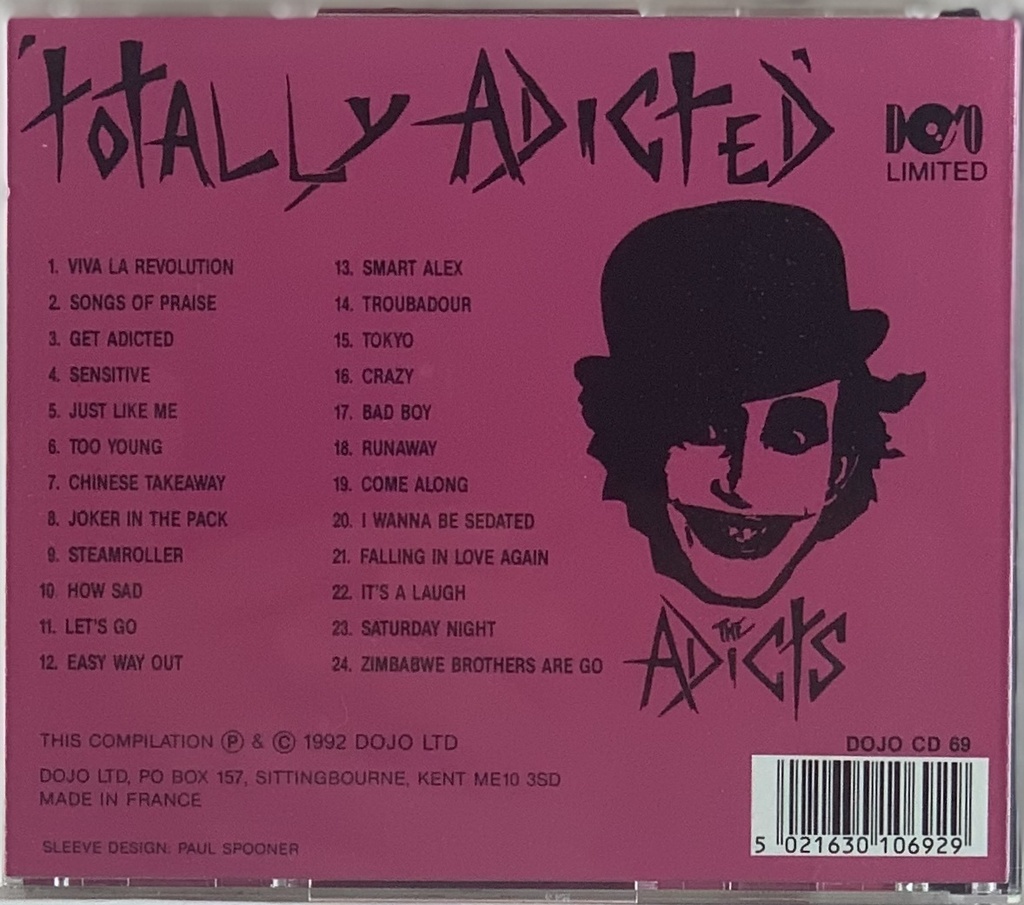 'TOTALLY ADICTED'
DOJO
LIMITED
1. VIVA LA REVOLUTION
2. SONGS OF PRAISE
3. GET ADICTED
4. SENSITIVE
5. JUST LIKE ME
6. TOO YOUNG
7. CHINESE TAKEAWAY
8. JOKER IN THE PACK
9. STEAMROLLER
10. HOW SAD
11. LET'S GO
12. EASY WAY OUT
13. SMART ALEX
14. TROUBADOUR
15. TOKYO
16. CRAZY
17. BAD BOY
18. RUNAWAY
19. COME ALONG
20. I WANNA BE SEDATED
21. FALLING IN LOVE AGAIN
22. IT'S A LAUGH
23. SATURDAY NIGHT
24. ZIMBABWE BROTHERS ARE GO
THE
ADICTS
THIS COMPILATION Ⓟ & © 1992 DOJO LTD
DOJO LTD, PO BOX 157, SITTINGBOURNE, KENT ME10 3SD
MADE IN FRANCE
SLEEVE DESIGN: PAUL SPOONER
DOJO CD 69
5 021630 106929